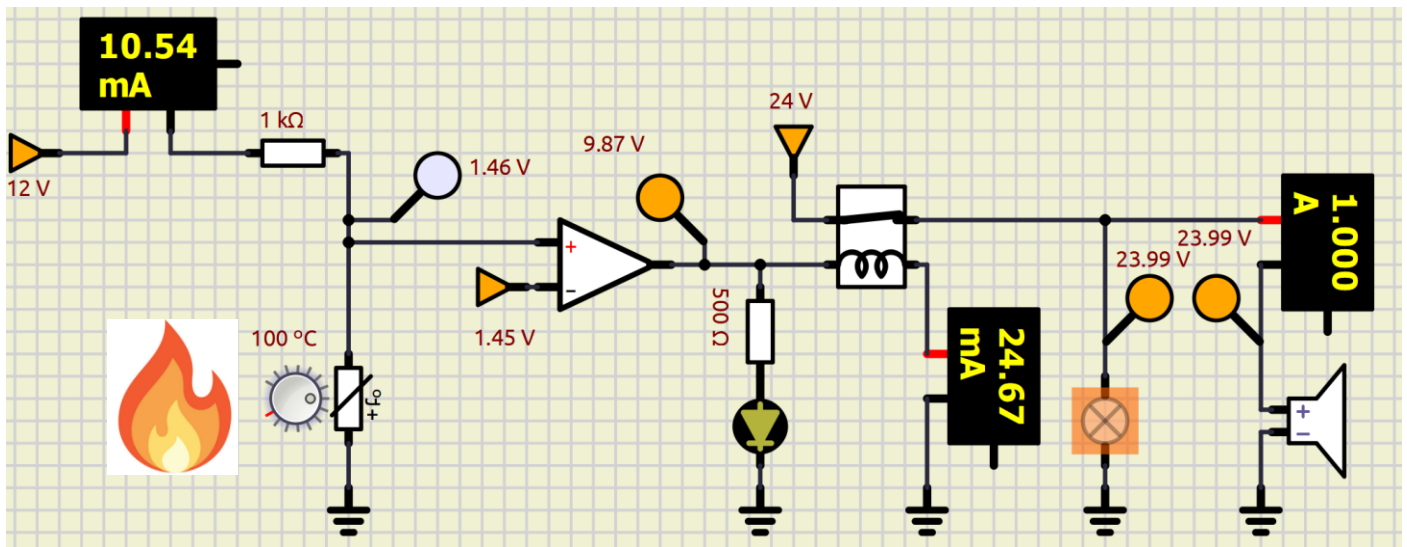 10.54
mA
1 kΩ
12 V
1.46 V
9.87 V
24 V
1.000
A
23.99 V
23.99 V
+
−
1.45 V
500 Ω
24.67
mA
100 ºC
+tº
+
−